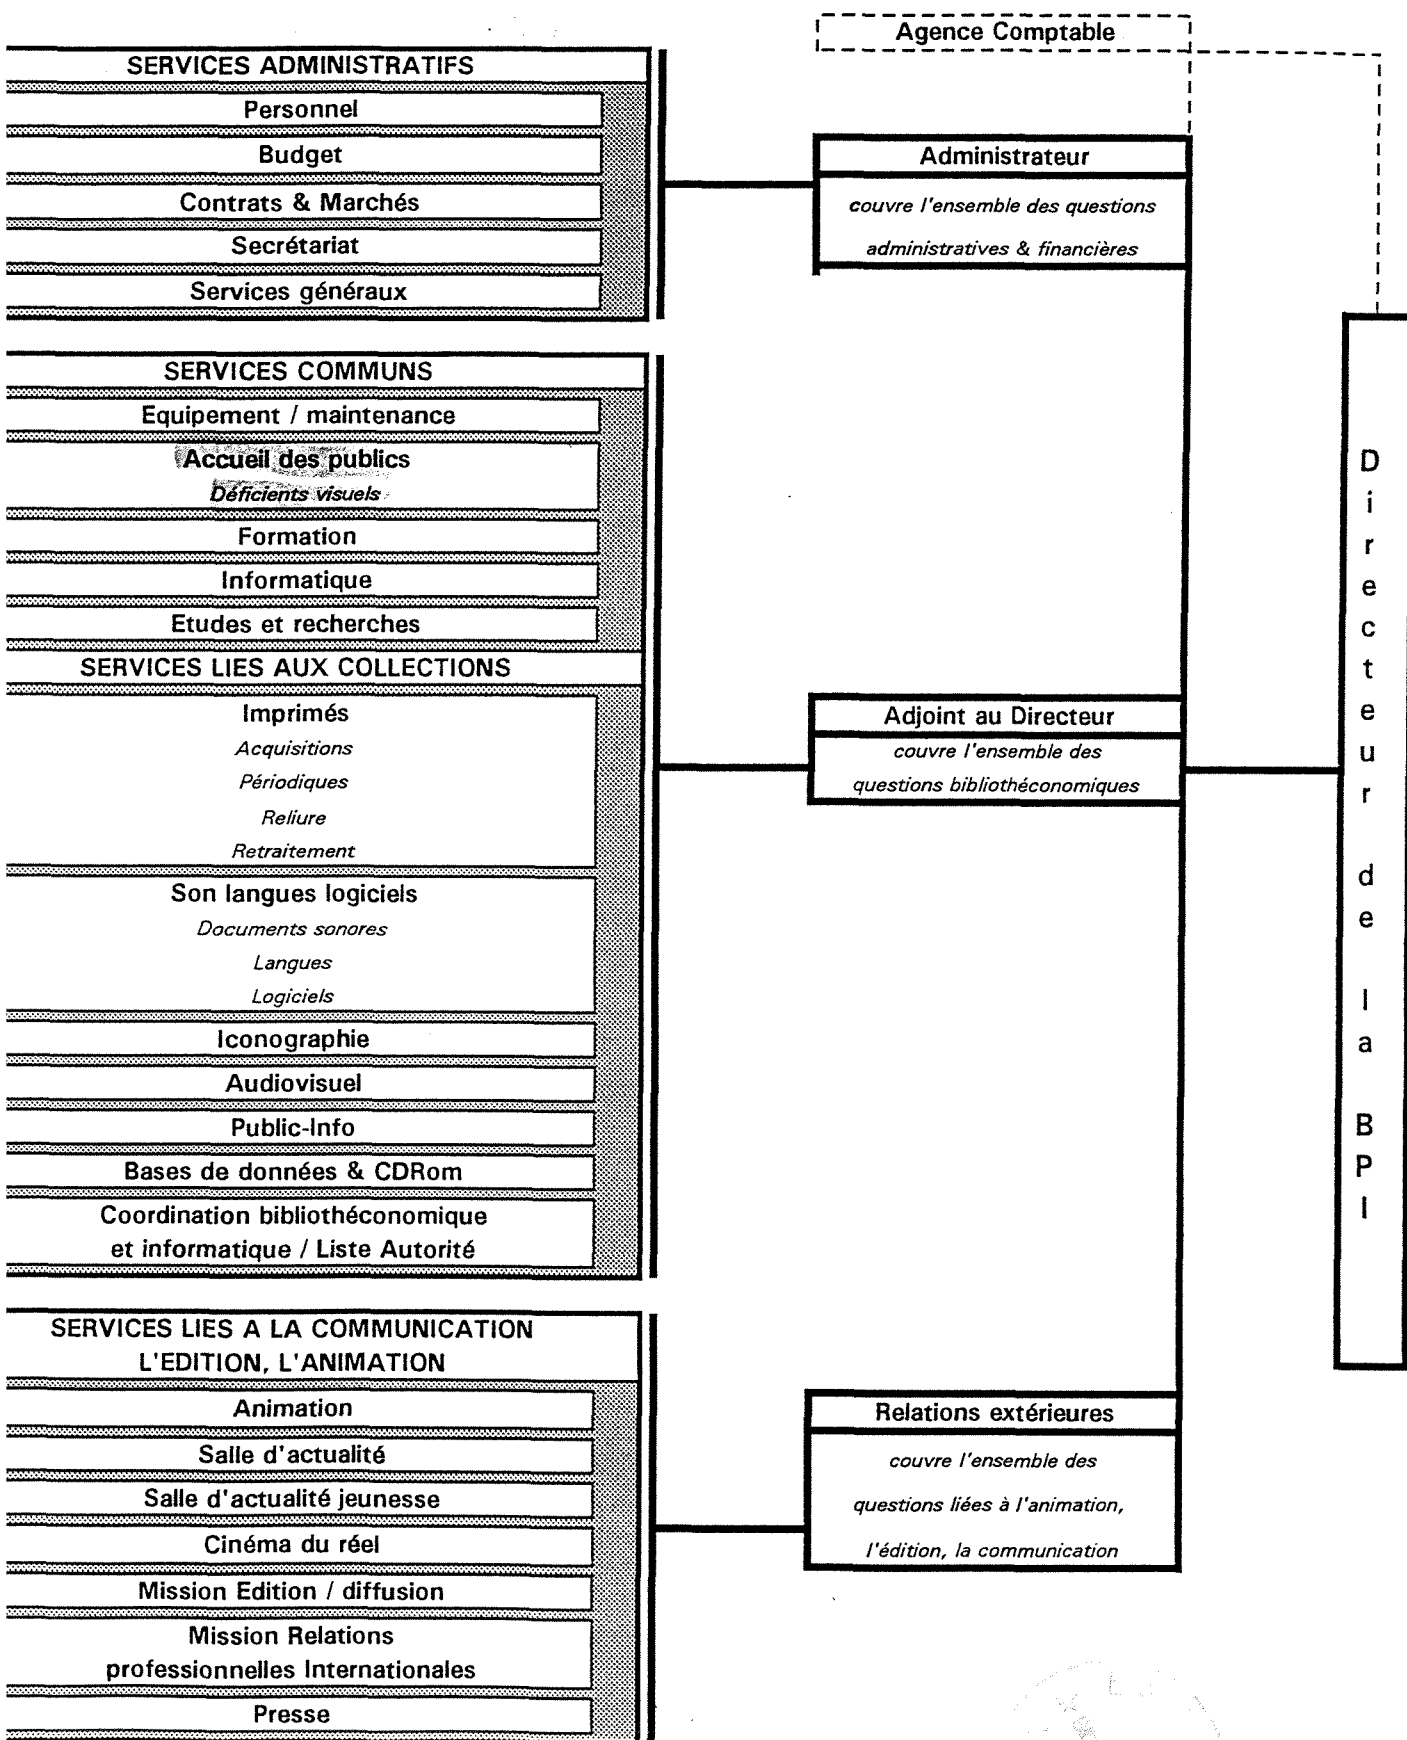 Agence Comptable
SERVICES ADMINISTRATIFS
Personnel
Budget
Contrats & Marchés
Secrétariat
Services généraux
Administrateur
couvre l'ensemble des questions
administratives & financières
SERVICES COMMUNS
Equipement / maintenance
Accueil des publics
Déficients visuels
Formation
Informatique
Etudes et recherches
SERVICES LIES AUX COLLECTIONS
Imprimés
Acquisitions
Périodiques
Reliure
Retraitement
Son langues logiciels
Documents sonores
Langues
Logiciels
Iconographie
Audiovisuel
Public-Info
Bases de données & CDRom
Coordination bibliothéconomique
et informatique / Liste Autorité
Adjoint au Directeur
couvre l'ensemble des
questions bibliothéconomiques
SERVICES LIES A LA COMMUNICATION
L'EDITION, L'ANIMATION
Animation
Salle d'actualité
Salle d'actualité jeunesse
Cinéma du réel
Mission Edition / diffusion
Mission Relations
professionnelles Internationales
Presse
Relations extérieures
couvre l'ensemble des
questions liées à l'animation,
l'édition, la communication
Directeur de la BPI